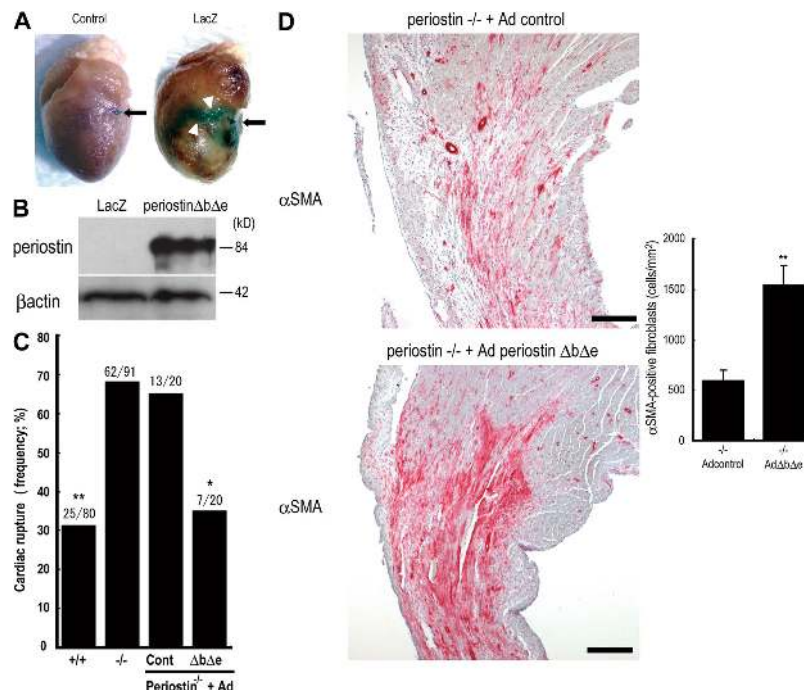 A
Control
LacZ
B
LacZ
periostinΔbΔe
(kD)
periostin
84
βactin
42
C
Cardiac rupture ( frequency; %)
80
70
60
50
40
30
20
10
0
**
25/80
62/91
13/20
*
7/20
+/+
-/-
Cont
ΔbΔe
Periostin-/- + Ad
D
periostin -/- + Ad control
αSMA
periostin -/- + Ad periostin ΔbΔe
αSMA
αSMA-positive fibroblasts (cells/mm²)
2000
1500
1000
500
0
**
-/-
Adcontrol
-/-
AdΔbΔe